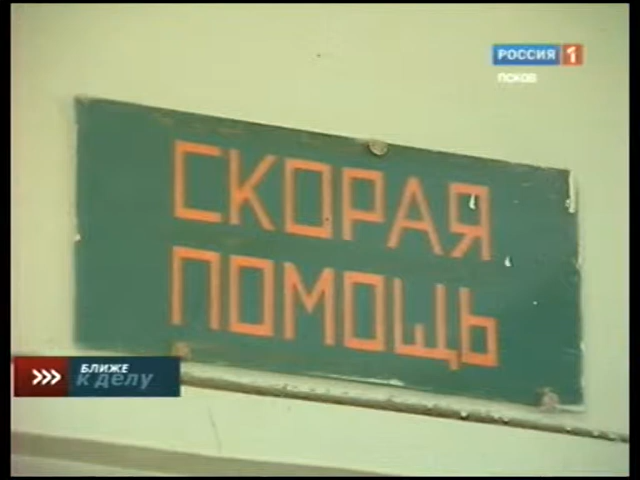 РОССИЯ 1
ПСКОВ
СКОРАЯ
ПОМОЩЬ
БЛИЖЕ
к делу